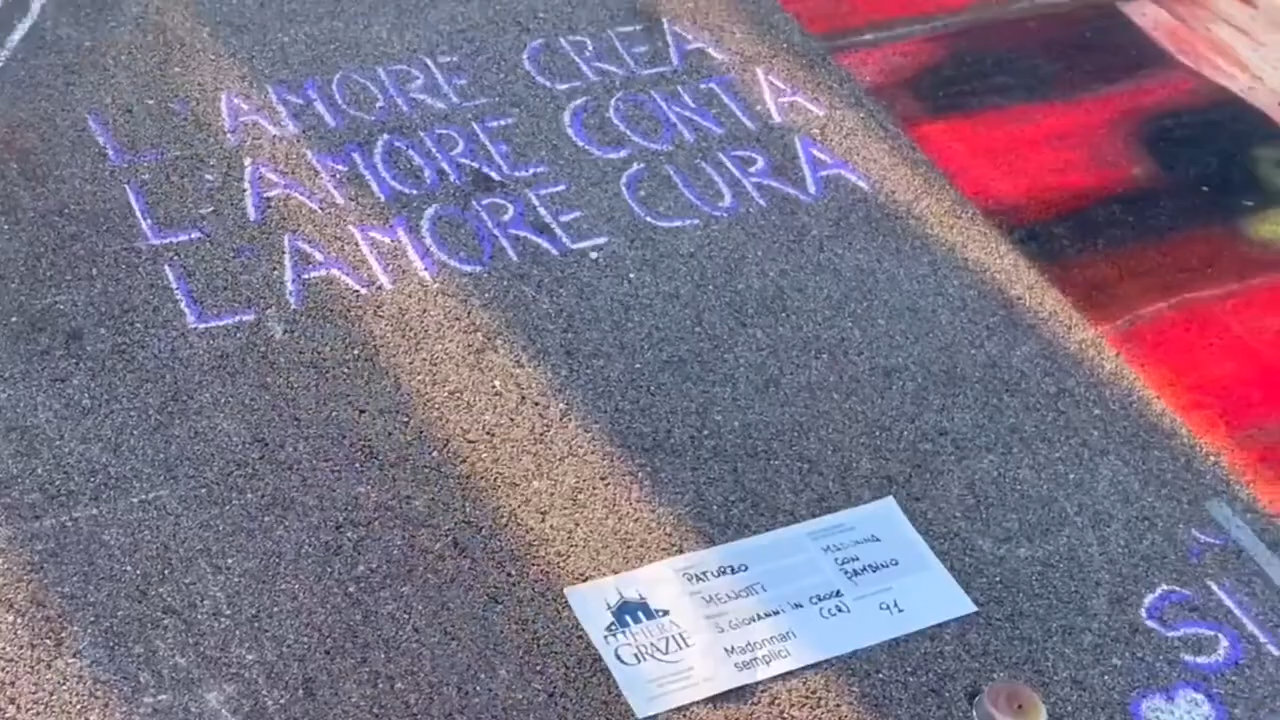 L'AMORE CREA
L'AMORE CONTA
L'AMORE CURA
PATURZO
MENOTTI
S. GIOVANNI IN CROCE
(CR)
Madonnari
semplici
MADONNA
CON
BAMBINO
91
FIERA
GRAZIE
SI